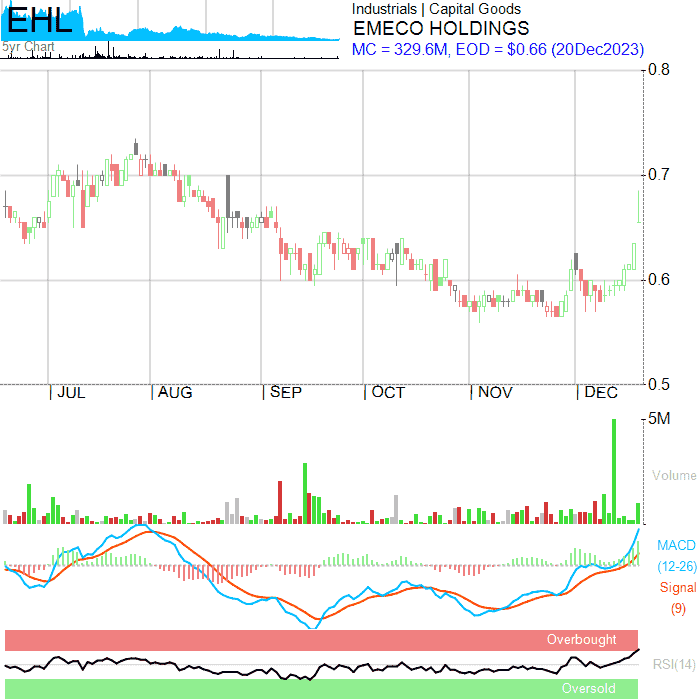 EHL
5yr Chart
Industrials | Capital Goods
EMECO HOLDINGS
MC = 329.6M, EOD = $0.66 (20Dec2023)
0.8
0.7
0.6
0.5
| JUL | AUG | SEP | OCT | NOV | DEC
5M
Volume
MACD
(12-26)
Signal
(9)
Overbought
RSI(14)
Oversold